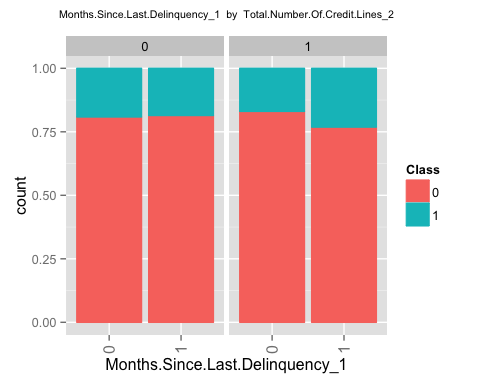 Months.Since.Last.Delinquency_1 by Total.Number.Of.Credit.Lines_2
0 1
1.00
0.75
0.50
0.25
0.00
count
0 1 0 1
Months.Since.Last.Delinquency_1
Class
0
1